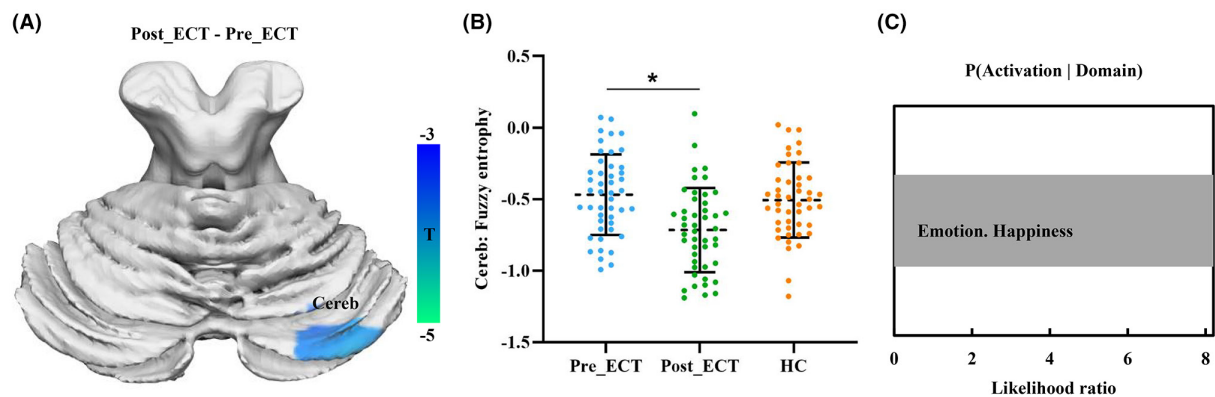 (A)
Post_ECT - Pre_ECT
Cereb
-3
T
-5
(B)
*
Cereb: Fuzzy entrophy
0.5
0.0
-0.5
-1.0
-1.5
Pre_ECT Post_ECT HC
(C)
P(Activation | Domain)
Emotion. Happiness
0 2 4 6 8
Likelihood ratio